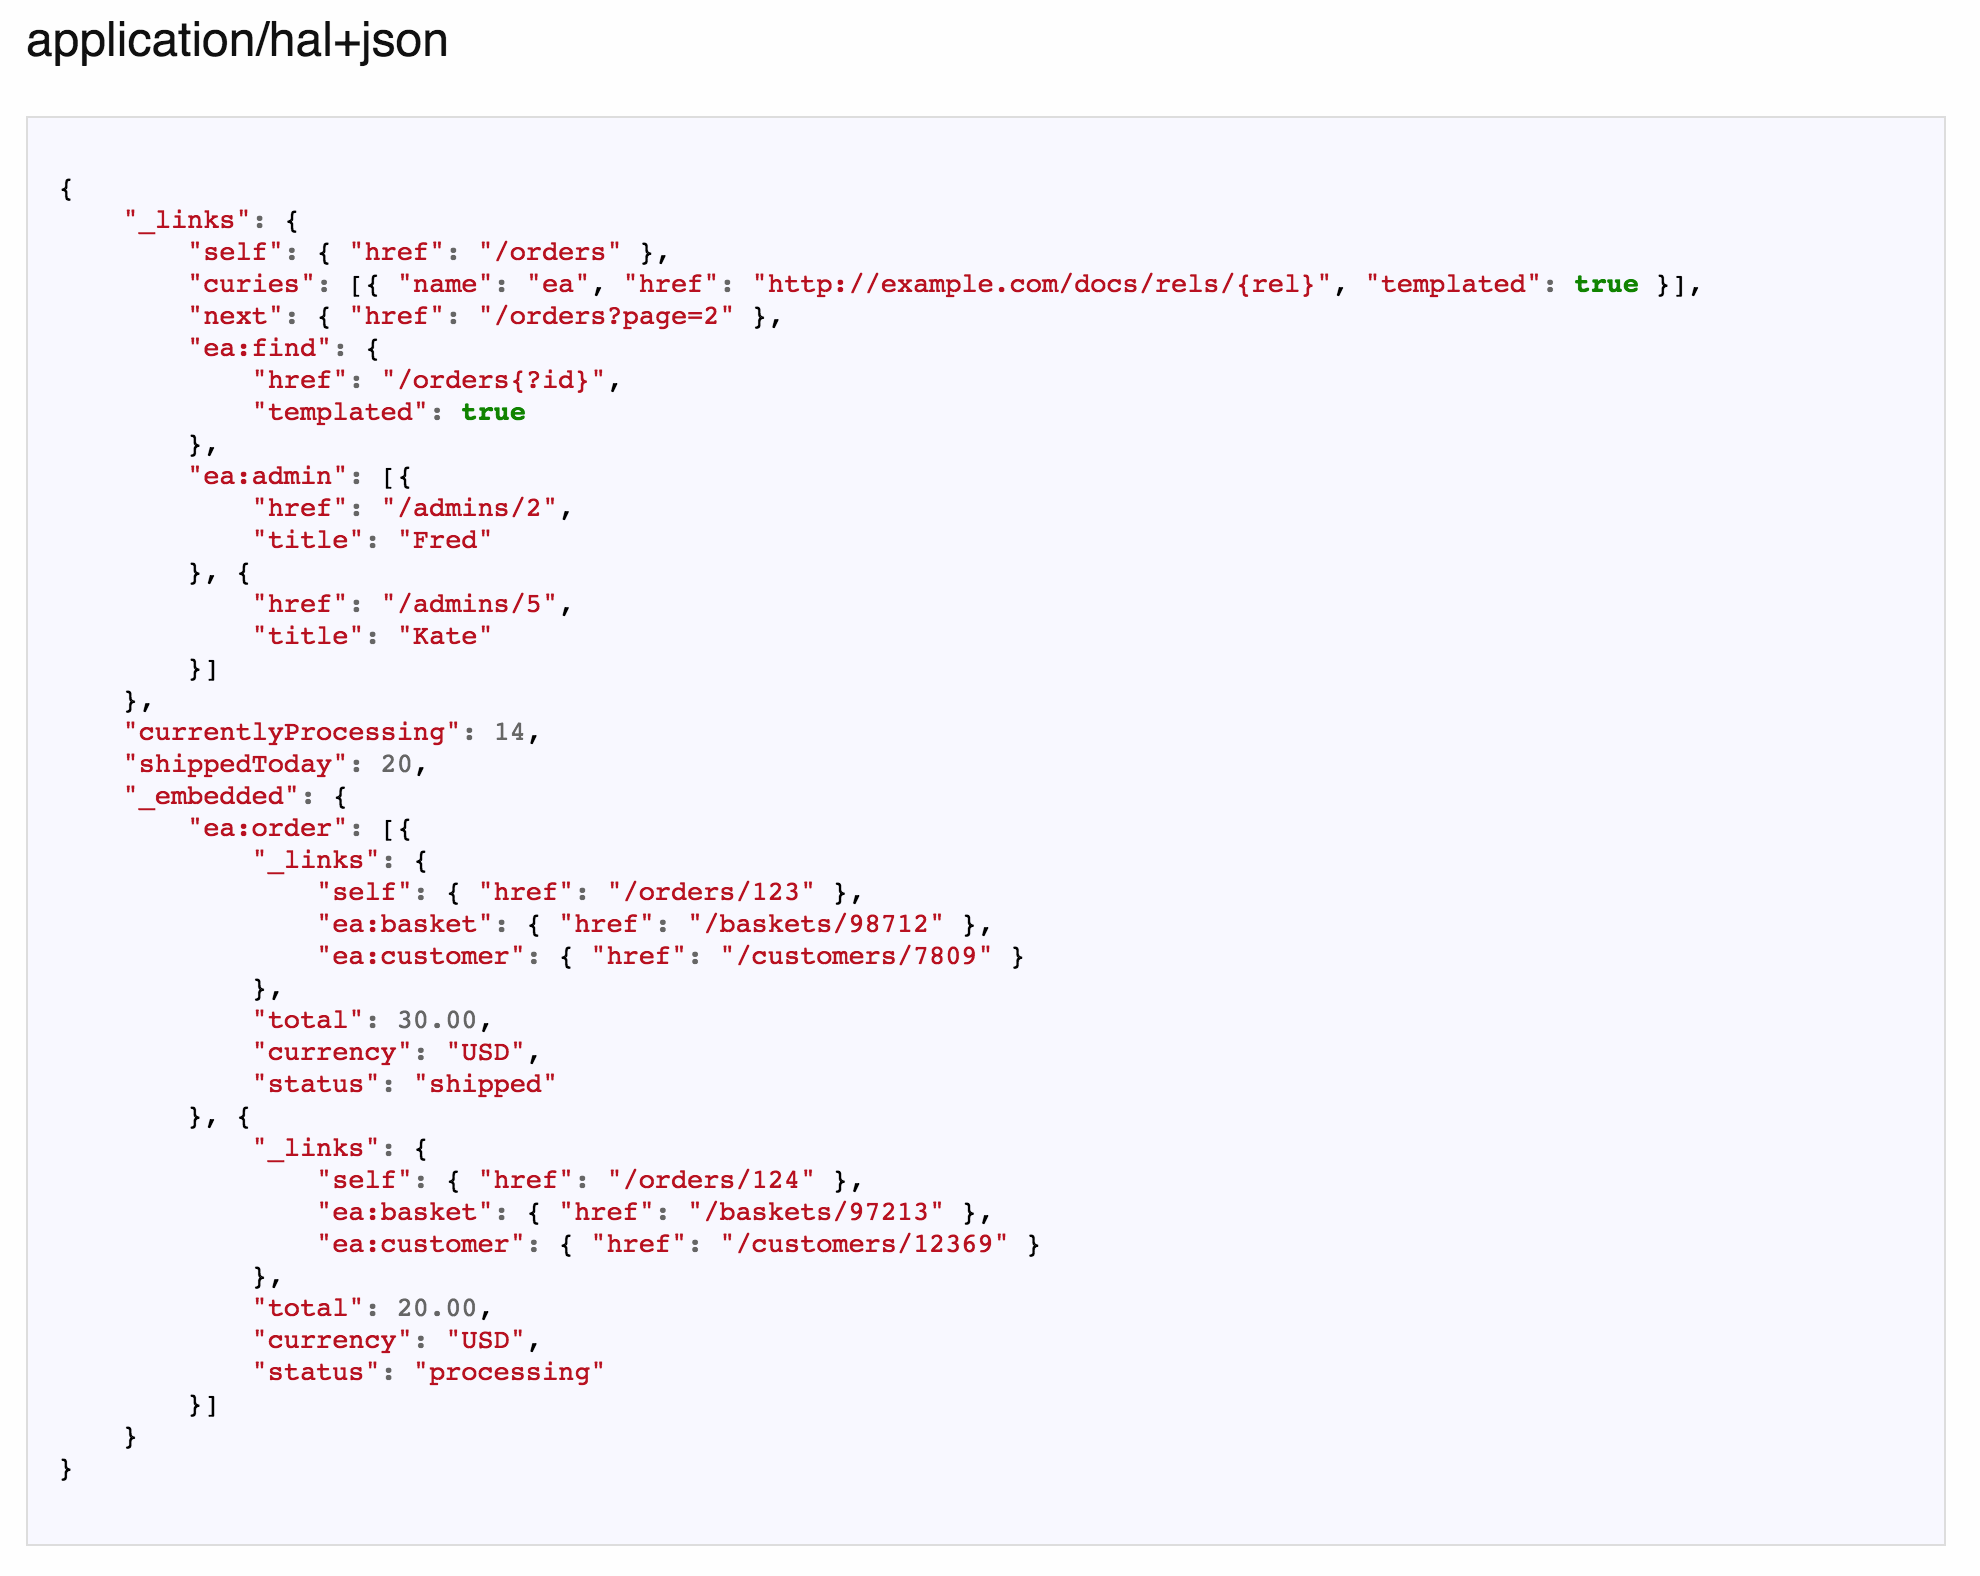 application/hal+json
{
    "_links": {
        "self": { "href": "/orders" },
        "curies": [{ "name": "ea", "href": "http://example.com/docs/rels/{rel}", "templated": true }],
        "next": { "href": "/orders?page=2" },
        "ea:find": {
            "href": "/orders{?id}",
            "templated": true
        },
        "ea:admin": [{
            "href": "/admins/2",
            "title": "Fred"
        }, {
            "href": "/admins/5",
            "title": "Kate"
        }]
    },
    "currentlyProcessing": 14,
    "shippedToday": 20,
    "_embedded": {
        "ea:order": [{
            "_links": {
                "self": { "href": "/orders/123" },
                "ea:basket": { "href": "/baskets/98712" },
                "ea:customer": { "href": "/customers/7809" }
            },
            "total": 30.00,
            "currency": "USD",
            "status": "shipped"
        }, {
            "_links": {
                "self": { "href": "/orders/124" },
                "ea:basket": { "href": "/baskets/97213" },
                "ea:customer": { "href": "/customers/12369" }
            },
            "total": 20.00,
            "currency": "USD",
            "status": "processing"
        }]
    }
}